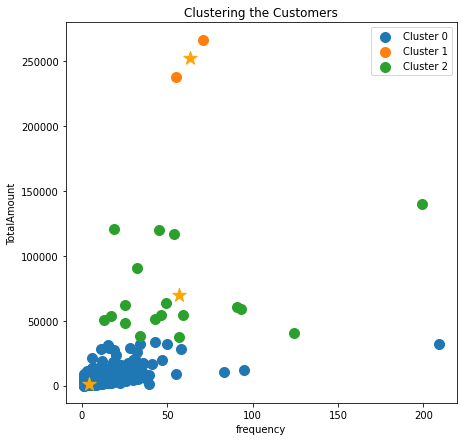 Clustering the Customers
Cluster 0
Cluster 1
Cluster 2
250000
200000
150000
100000
50000
0
TotalAmount
0
50
100
150
200
frequency